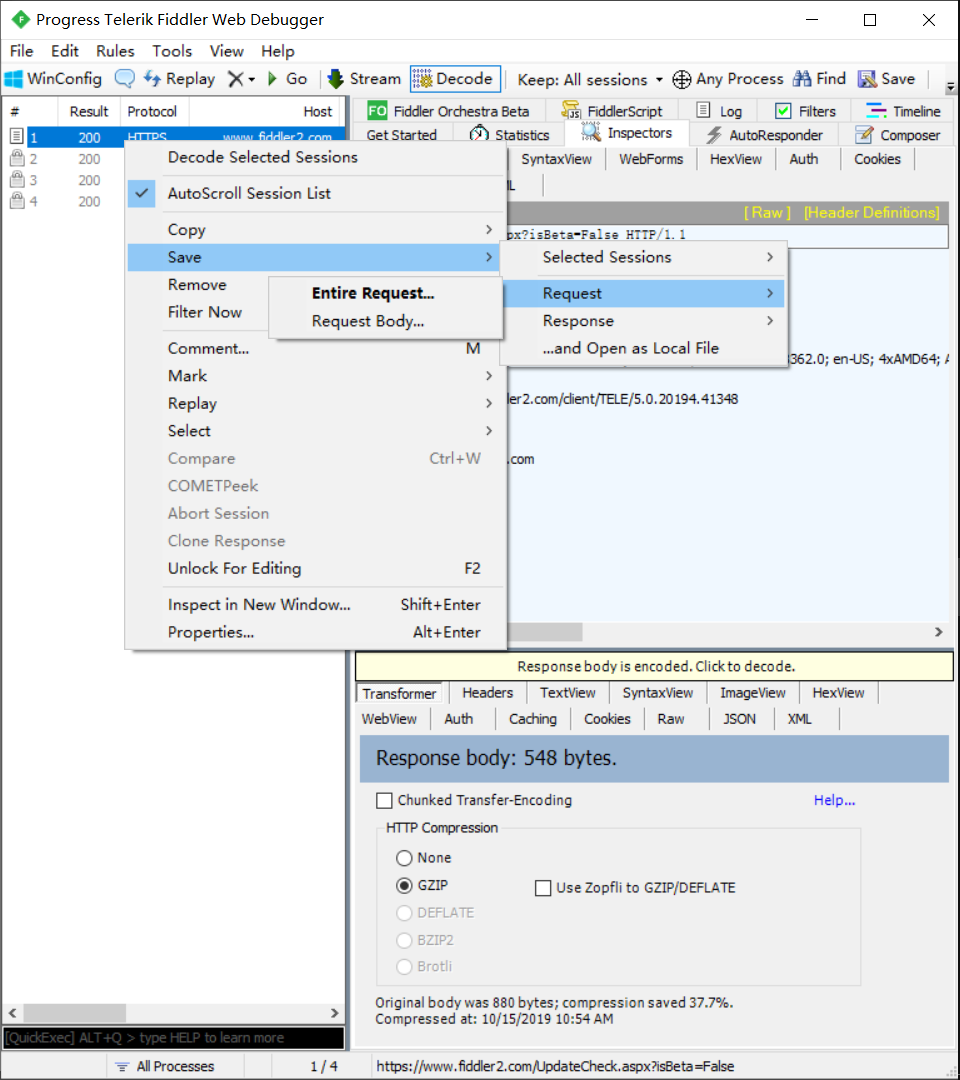 Progress Telerik Fiddler Web Debugger
File Edit Rules Tools View Help
WinConfig Replay Go Stream Decode Keep: All sessions Any Process Find Save
# Result Protocol Host
1 200 HTTPS www.fiddler2.com
2 200
3 200
4 200
Decode Selected Sessions
AutoScroll Session List
Copy
Save
Remove
Filter Now
Comment... M
Mark
Replay
Select
Compare Ctrl+W
COMETPeek
Abort Session
Clone Response
Unlock For Editing F2
Inspect in New Window... Shift+Enter
Properties... Alt+Enter
Entire Request...
Request Body...
Selected Sessions
Request
Response
...and Open as Local File
FO Fiddler Orchestra Beta FiddlerScript Log Filters Timeline
Get Started Statistics Inspectors AutoResponder Composer
SyntaxView WebForms HexView Auth Cookies
[ Raw ] [Header Definitions]
px?isBeta=False HTTP/1.1
8362.0; en-US; 4xAMD64;
ler2.com/client/TELE/5.0.20194.41348
.com
Response body is encoded. Click to decode.
Transformer Headers TextView SyntaxView ImageView HexView
WebView Auth Caching Cookies Raw JSON XML
Response body: 548 bytes.
Chunked Transfer-Encoding Help...
HTTP Compression
None
GZIP Use Zopfli to GZIP/DEFLATE
DEFLATE
BZIP2
Brotli
Original body was 880 bytes; compression saved 37.7%.
Compressed at: 10/15/2019 10:54 AM
[QuickExec] ALT+Q > type HELP to learn more
All Processes 1 / 4 https://www.fiddler2.com/UpdateCheck.aspx?isBeta=False